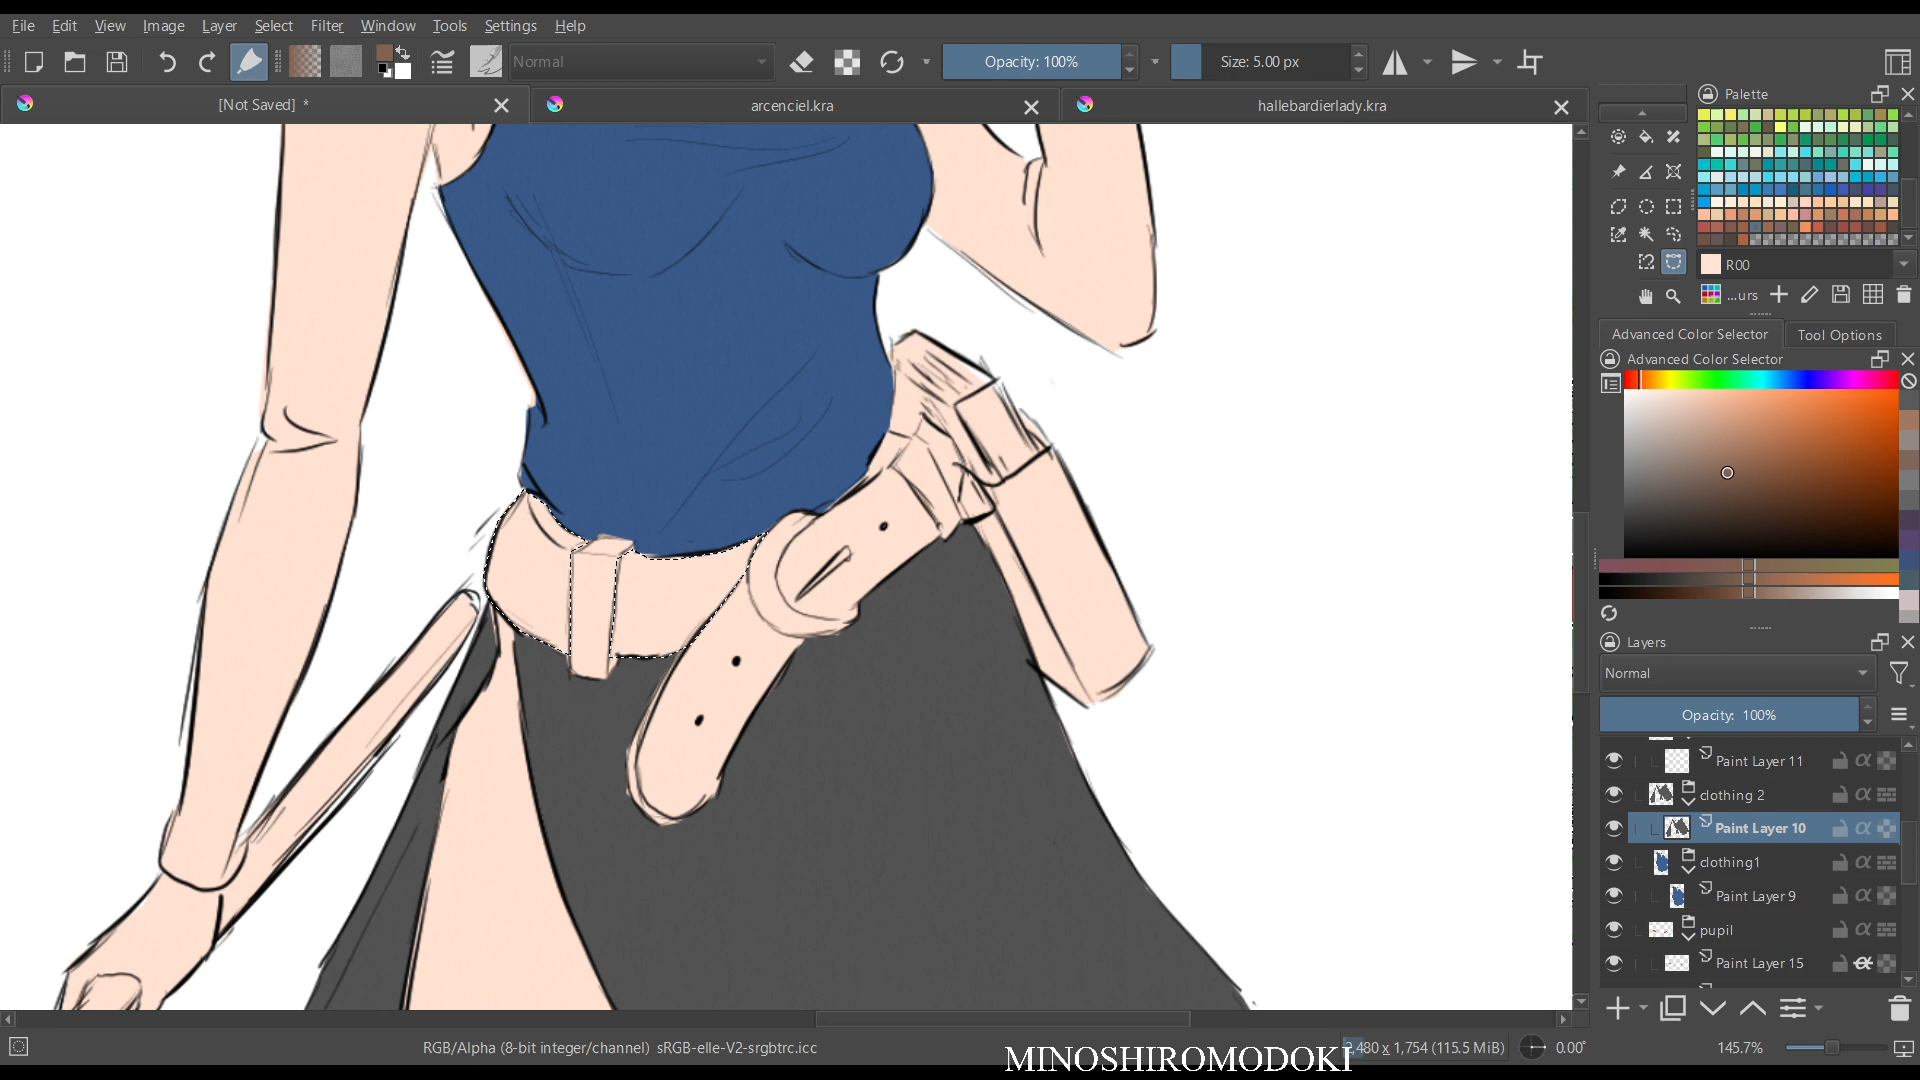 File Edit View Image Layer Select Filter Window Tools Settings Help
Normal
Opacity: 100%
Size: 5.00 px
[Not Saved] *
arcenciel.kra
hallebardierlady.kra
Palette
R00
...urs
Advanced Color Selector
Tool Options
Advanced Color Selector
Layers
Normal
Opacity: 100%
Paint Layer 11
clothing 2
Paint Layer 10
clothing1
Paint Layer 9
pupil
Paint Layer 15
RGB/Alpha (8-bit integer/channel) sRGB-elle-V2-srgbtrc.icc
2,480 x 1,754 (115.5 MiB)
0.00°
145.7%
MINOSHIROMODOKI